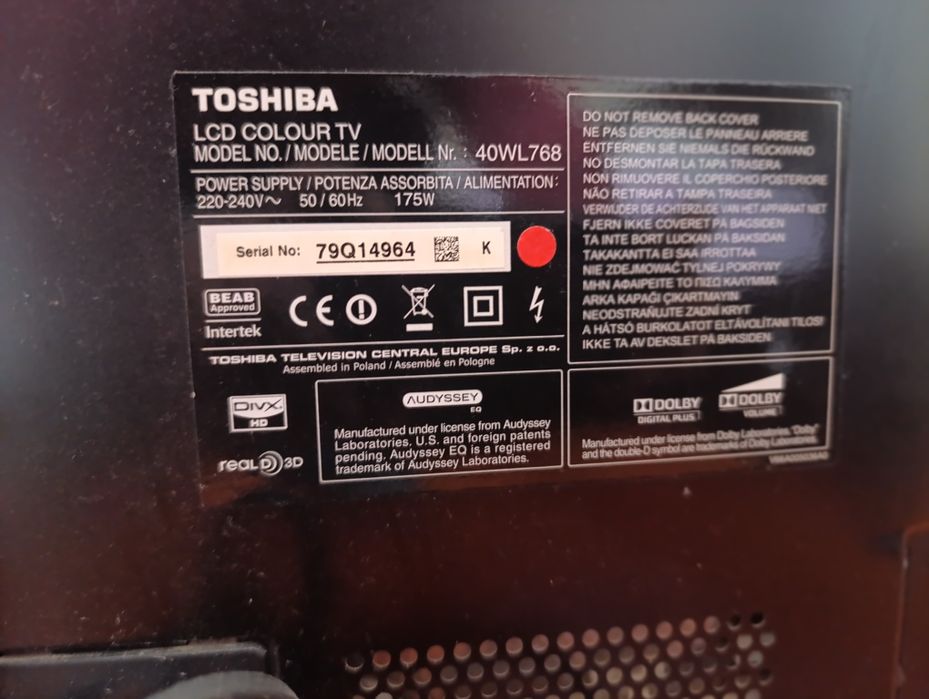 TOSHIBA
LCD COLOUR TV
MODEL NO. / MODELE / MODELL Nr. : 40WL768
POWER SUPPLY / POTENZA ASSORBITA / ALIMENTATION :
220-240V~ 50 / 60Hz 175W
Serial No: 79Q14964 K
BEAB
Approved
Intertek
CE
TOSHIBA TELEVISION CENTRAL EUROPE Sp. z o.o.
Assembled in Poland / Assemblé en Pologne
DIVX
HD
REALD 3D
AUDYSSEY
EQ
Manufactured under license from Audyssey
Laboratories. U.S. and foreign patents
pending. Audyssey EQ is a registered
trademark of Audyssey Laboratories.
DO NOT REMOVE BACK COVER
NE PAS DEPOSER LE PANNEAU ARRIERE
ENTFERNEN SIE NIEMALS DIE RÜCKWAND
NO DESMONTAR LA TAPA TRASERA
NON RIMUOVERE IL COPERCHIO POSTERIORE
NÃO RETIRAR A TAMPA TRASEIRA
VERWIJDER DE ACHTERZIJDE VAN HET APPARAAT NIET
FJERN IKKE COVERET PÅ BAGSIDEN
TA INTE BORT LUCKAN PÅ BAKSIDAN
TAKAKANTTA EI SAA IRROTTAA
NIE ZDEJMOWAĆ TYLNEJ POKRYWY
ΜΗΝ ΑΦΑΙΡΕΙΤΕ ΤΟ ΠΙΣΩ ΚΑΛΥΜΜΑ
ARKA KAPAĞI ÇIKARTMAYIN
NEODSTRAŇUJTE ZADNÍ KRYT
A HÁTSÓ BURKOLATOT ELTÁVOLÍTANI TILOS!
IKKE TA AV DEKSLET PÅ BAKSIDEN
DOLBY
DIGITAL PLUS
DOLBY
VOLUME
Manufactured under license from Dolby Laboratories. "Dolby"
and the double-D symbol are trademarks of Dolby Laboratories.